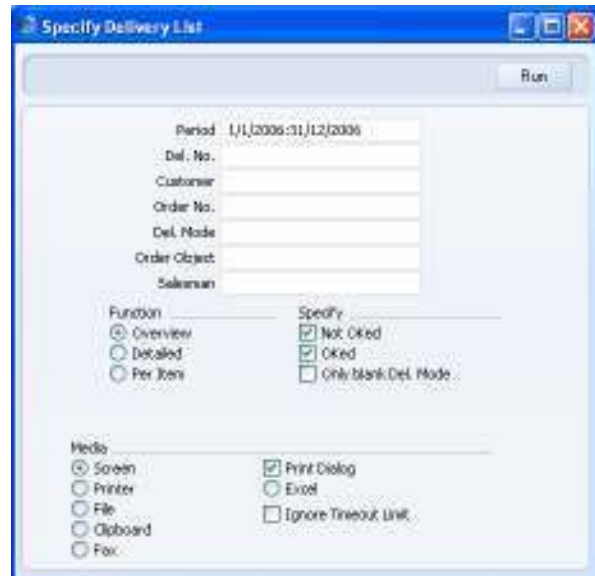 Specify Delivery List
Run
Period 1/1/2006:31/12/2006
Del. No.
Customer
Order No.
Del. Mode
Order Object
Salesman
Function Specify
Overview Not OKed
Detailed OKed
Per Item Only blank Del. Mode
Media
Screen Print Dialog
Printer Excel
File Ignore Timeout Limit
Clipboard
Fax